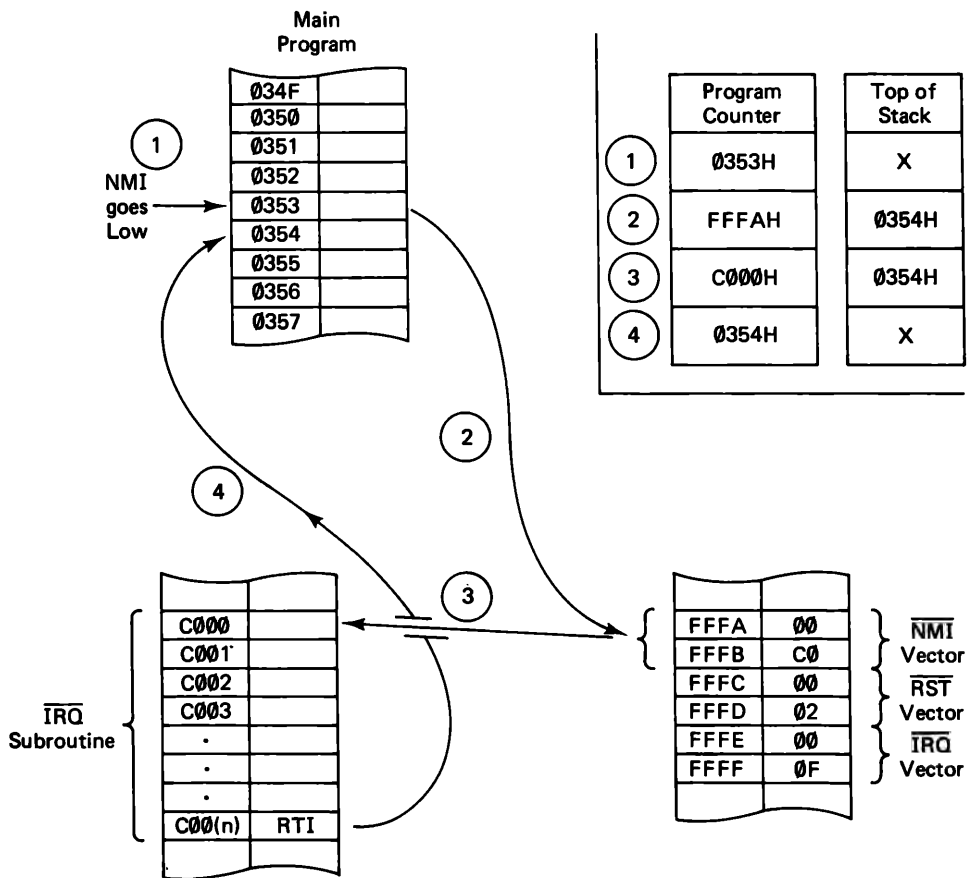 Main
Program
Ø34F
Ø35Ø
Ø351
Ø352
Ø353
Ø354
Ø355
Ø356
Ø357
1
NMI
goes
Low
Program
Counter
Top of
Stack
1
Ø353H
X
2
FFFAH
Ø354H
3
CØØØH
Ø354H
4
Ø354H
X
2
4
3
IRQ
Subroutine
CØØØ
CØØ1
CØØ2
CØØ3
.
.
.
CØØ(n) RTI
FFFA ØØ
FFFB CØ
FFFC ØØ
FFFD Ø2
FFFE ØØ
FFFF ØF
NMI
Vector
RST
Vector
IRQ
Vector